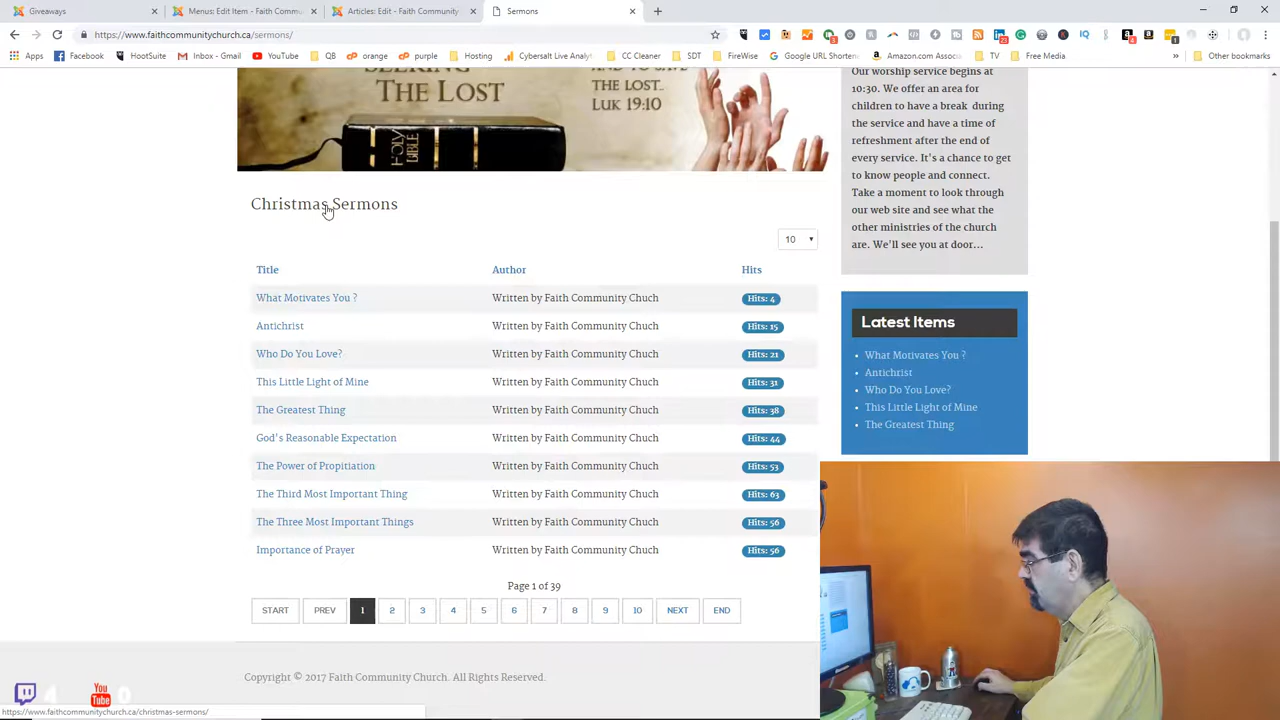 Giveaways
Menus: Edit Item - Faith Community
Articles: Edit - Faith Community
Sermons
https://www.faithcommunitychurch.ca/sermons/
Apps
Facebook
HootSuite
Inbox - Gmail
YouTube
QB
orange
purple
Hosting
Cybersalt Live Analy
CC Cleaner
SDT
FireWise
Google URL Shorten
Amazon.com Associ
TV
Free Media
Other bookmarks
SEEKING
THE LOST
AND TO SAVE
THE LOST..
Luk 19:10
HOLY
BIBLE
Christmas Sermons
10
Title Author Hits
What Motivates You ? Written by Faith Community Chuch Hits: 4
Antichrist Written by Faith Community Chuch Hits: 15
Who Do You Love? Written by Faith Community Chuch Hits: 21
This Little Light of Mine Written by Faith Community Chuch Hits: 31
The Greatest Thing Written by Faith Community Chuch Hits: 38
God's Reasonable Expectation Written by Faith Community Chuch Hits: 44
The Power of Propitiation Written by Faith Community Chuch Hits: 53
The Third Most Important Thing Written by Faith Community Chuch Hits: 63
The Three Most Important Things Written by Faith Community Chuch Hits: 56
Importance of Prayer Written by Faith Community Chuch Hits: 56
Page 1 of 39
START PREV 1 2 3 4 5 6 7 8 9 10 NEXT END
Our worship service begins at
10:30. We offer an area for
children to have a break during
the service and have a time of
refreshment after the end of
every service. It's a chance to get
to know people and connect.
Take a moment to look through
our web site and see what the
other ministries of the church
are. We'll see you at door...
Latest Items
What Motivates You ?
Antichrist
Who Do You Love?
This Little Light of Mine
The Greatest Thing
Copyright © 2017 Faith Community Church. All Rights Reserved.
4
You
Tube
0
https://www.faithcommunitychurch.ca/christmas-sermons/